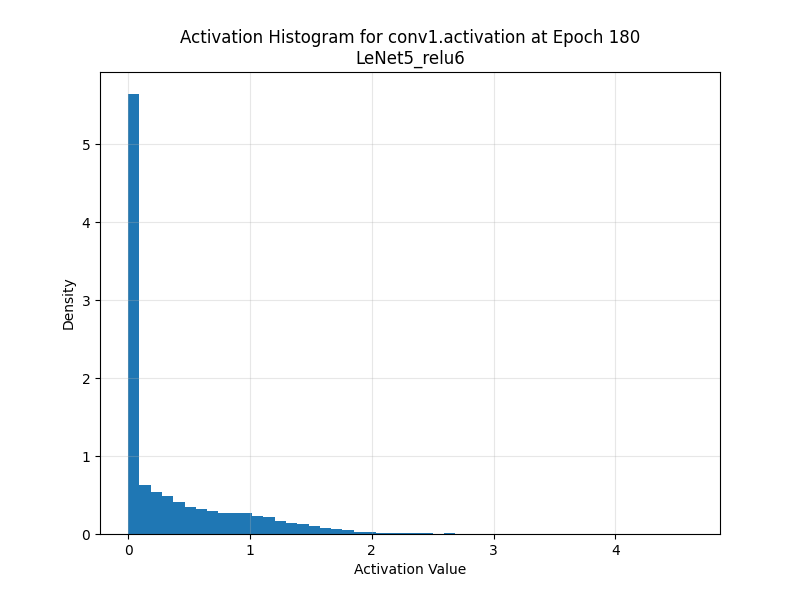 Activation Histogram for conv1.activation at Epoch 180
LeNet5_relu6
5
4
3
2
1
0
Density
0 1 2 3 4
Activation Value